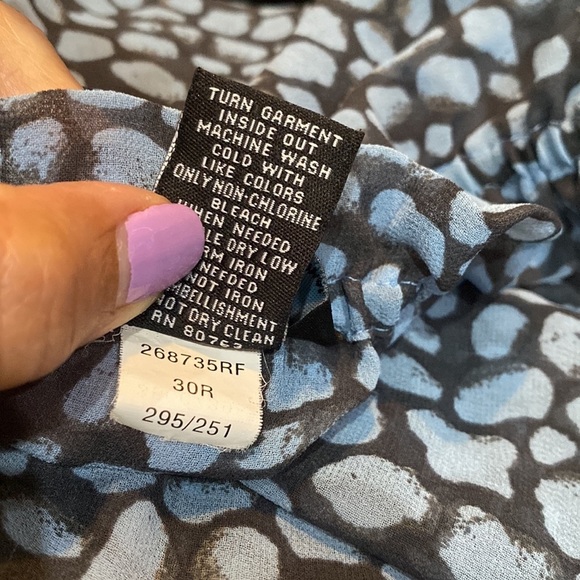 TURN GARMENT
INSIDE OUT
MACHINE WASH
COLD WITH
LIKE COLORS
ONLY NON-CHLORINE
BLEACH
WHEN NEEDED
DRY LOW
IRON
NEEDED
NOT IRON
EMBELLISHMENT
NOT DRY CLEAN
RN 80762
268735RF
30R
295/251